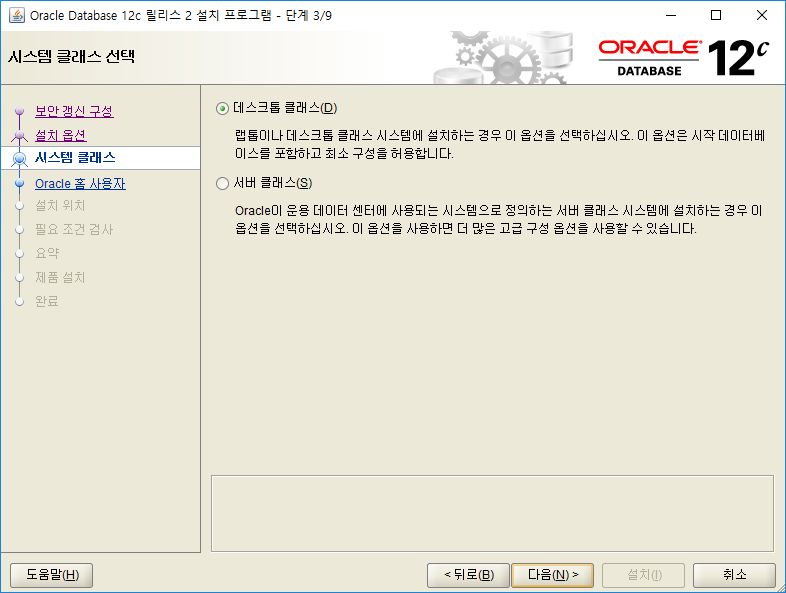 Oracle Database 12c 릴리스 2 설치 프로그램 - 단계 3/9
시스템 클래스 선택
ORACLE® 12c
DATABASE
보안 갱신 구성
설치 옵션
시스템 클래스
Oracle 홈 사용자
설치 위치
필요 조건 검사
요약
제품 설치
완료
데스크톱 클래스(D)
랩톱이나 데스크톱 클래스 시스템에 설치하는 경우 이 옵션을 선택하십시오. 이 옵션은 시작 데이터베
이스를 포함하고 최소 구성을 허용합니다.
서버 클래스(S)
Oracle이 운용 데이터 센터에 사용되는 시스템으로 정의하는 서버 클래스 시스템에 설치하는 경우 이
옵션을 선택하십시오. 이 옵션을 사용하면 더 많은 고급 구성 옵션을 사용할 수 있습니다.
도움말(H)
< 뒤로(B)
다음(N) >
설치(I)
취소